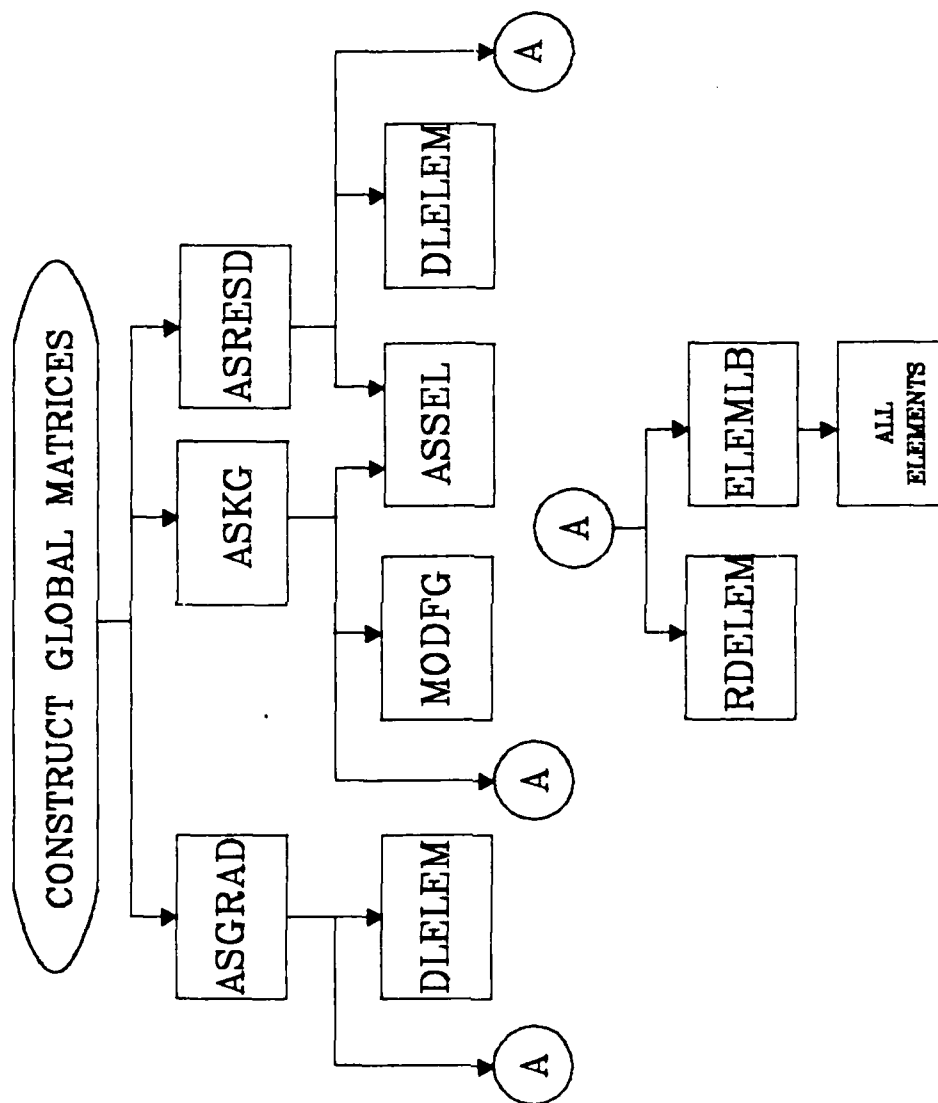 CONSTRUCT GLOBAL MATRICES
ASGRAD
ASKG
ASRESD
A
DLELEM
A
MODFG
ASSEL
DLELEM
A
A
RDELEM
ELEMLB
ALL
ELEMENTS